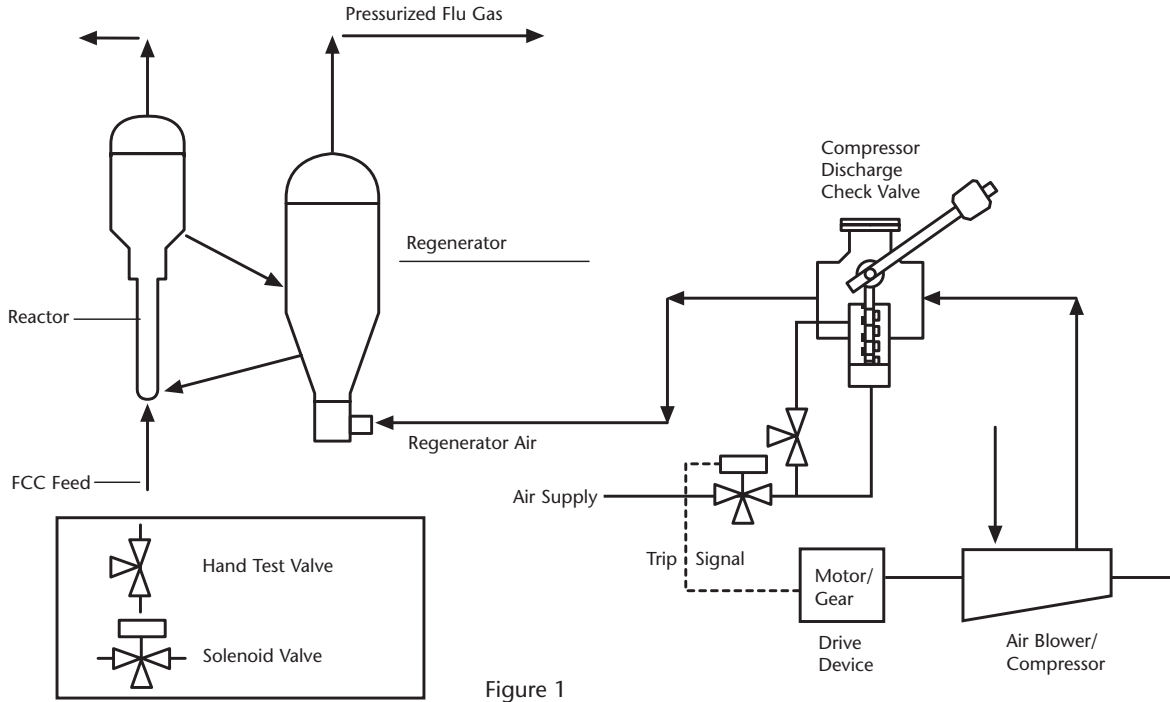 Pressurized Flu Gas
Compressor
Discharge
Check Valve
Regenerator
Reactor
Regenerator Air
FCC Feed
Air Supply
Trip Signal
Motor/
Gear
Drive
Device
Air Blower/
Compressor
Hand Test Valve
Solenoid Valve
Figure 1